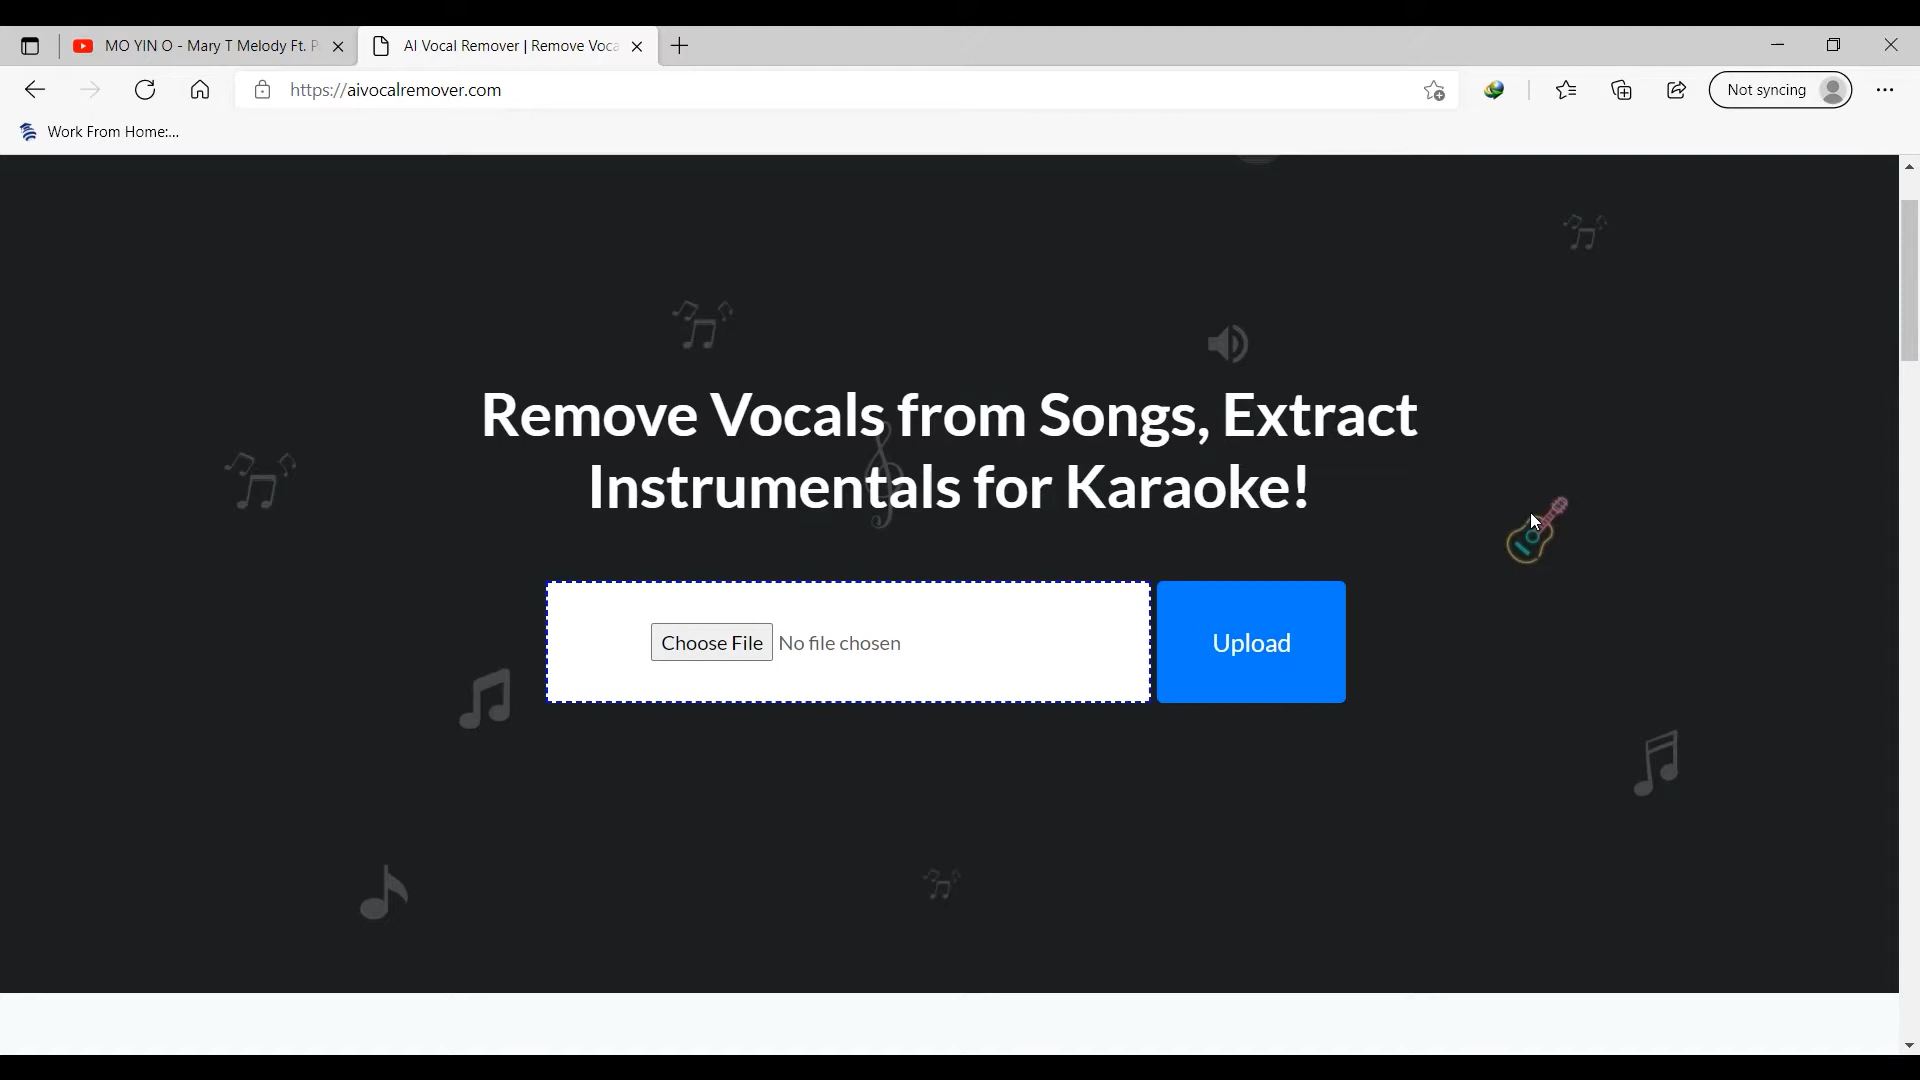 MO YIN O - Mary T Melody Ft. P
AI Vocal Remover | Remove Voca
https://aivocalremover.com
Not syncing
Work From Home:...
Remove Vocals from Songs, Extract
Instrumentals for Karaoke!
Choose File No file chosen
Upload